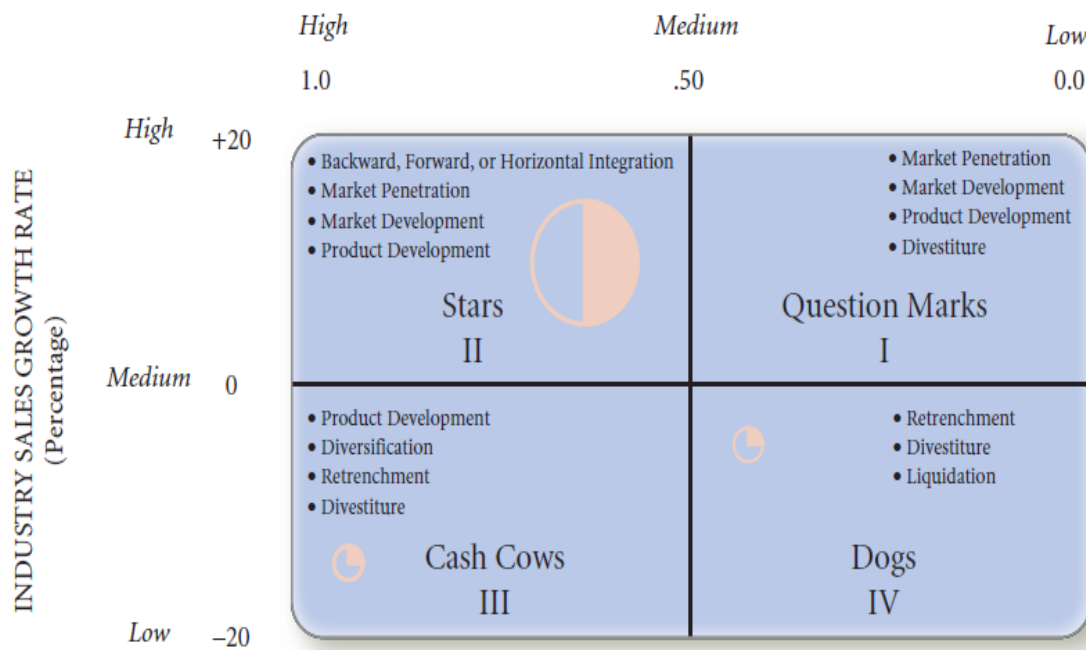 High Medium Low
1.0 .50 0.0
High +20
INDUSTRY SALES GROWTH RATE
(Percentage)
• Backward, Forward, or Horizontal Integration
• Market Penetration
• Market Development
• Product Development
Stars
II
• Market Penetration
• Market Development
• Product Development
• Divestiture
Question Marks
I
Medium 0
• Product Development
• Diversification
• Retrenchment
• Divestiture
Cash Cows
III
• Retrenchment
• Divestiture
• Liquidation
Dogs
IV
Low –20